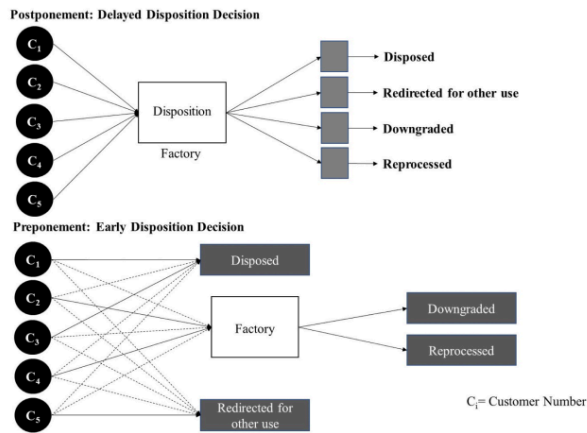 Postponement: Delayed Disposition Decision
C1
C2
C3
C4
C5
Disposition
Factory
Disposed
Redirected for other use
Downgraded
Reprocessed
Preponement: Early Disposition Decision
C1
C2
C3
C4
C5
Disposed
Factory
Redirected for
other use
Downgraded
Reprocessed
Ci= Customer Number